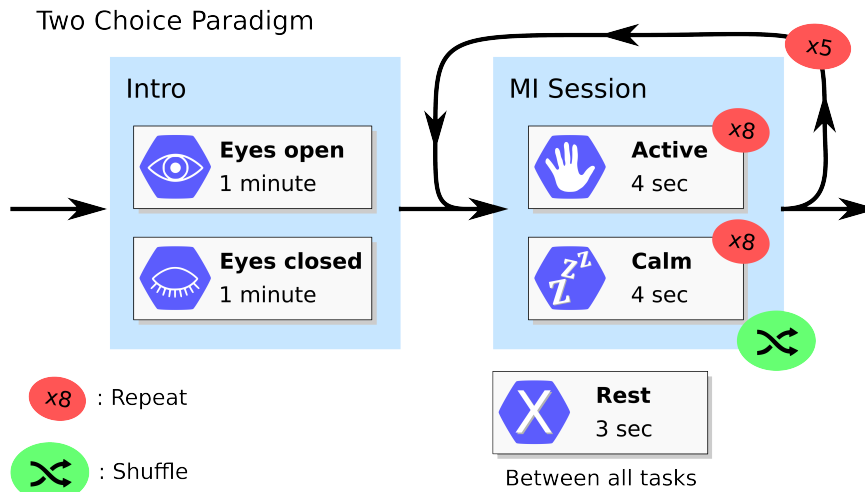 Two Choice Paradigm
x5
Intro
MI Session
Eyes open
1 minute
Active
4 sec
x8
Eyes closed
1 minute
Calm
4 sec
x8
Z Z Z
X
Rest
3 sec
Between all tasks
x8 : Repeat
: Shuffle